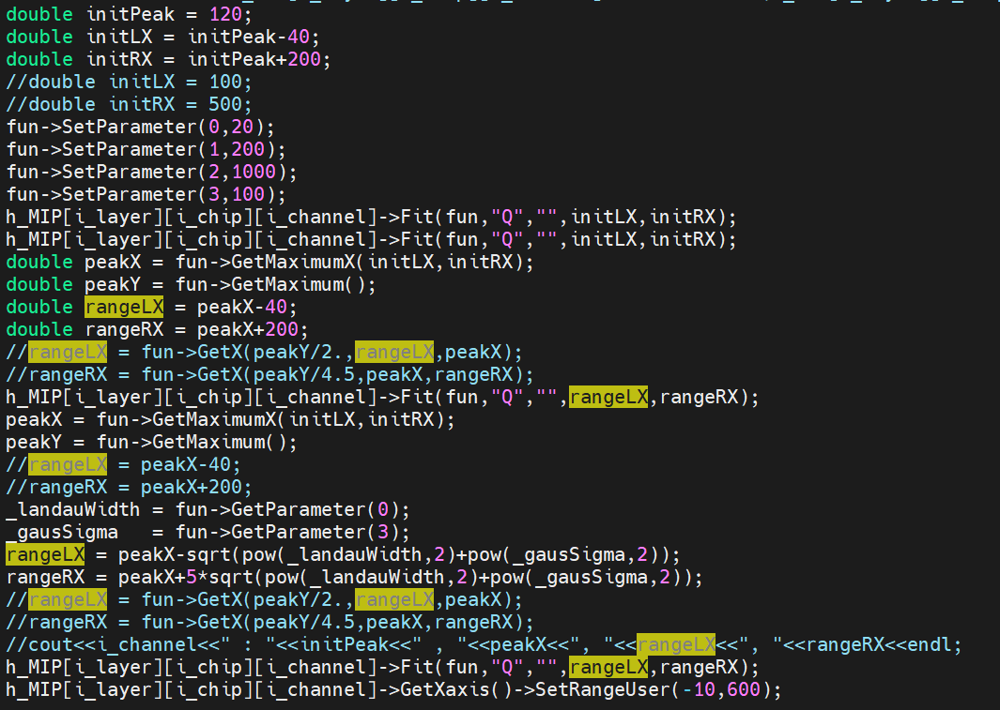 double initPeak = 120;
double initLX = initPeak-40;
double initRX = initPeak+200;
//double initLX = 100;
//double initRX = 500;
fun->SetParameter(0,20);
fun->SetParameter(1,200);
fun->SetParameter(2,1000);
fun->SetParameter(3,100);
h_MIP[i_layer][i_chip][i_channel]->Fit(fun,"Q","",initLX,initRX);
h_MIP[i_layer][i_chip][i_channel]->Fit(fun,"Q","",initLX,initRX);
double peakX = fun->GetMaximumX(initLX,initRX);
double peakY = fun->GetMaximum();
double rangeLX = peakX-40;
double rangeRX = peakX+200;
//rangeLX = fun->GetX(peakY/2.,rangeLX,peakX);
//rangeRX = fun->GetX(peakY/4.5,peakX,rangeRX);
h_MIP[i_layer][i_chip][i_channel]->Fit(fun,"Q","",rangeLX,rangeRX);
peakX = fun->GetMaximumX(initLX,initRX);
peakY = fun->GetMaximum();
//rangeLX = peakX-40;
//rangeRX = peakX+200;
_landauWidth = fun->GetParameter(0);
_gausSigma   = fun->GetParameter(3);
rangeLX = peakX-sqrt(pow(_landauWidth,2)+pow(_gausSigma,2));
rangeRX = peakX+5*sqrt(pow(_landauWidth,2)+pow(_gausSigma,2));
//rangeLX = fun->GetX(peakY/2.,rangeLX,peakX);
//rangeRX = fun->GetX(peakY/4.5,peakX,rangeRX);
//cout<<i_channel<<" : "<<initPeak<<" , "<<peakX<<", "<<rangeLX<<", "<<rangeRX<<endl;
h_MIP[i_layer][i_chip][i_channel]->Fit(fun,"Q","",rangeLX,rangeRX);
h_MIP[i_layer][i_chip][i_channel]->GetXaxis()->SetRangeUser(-10,600);